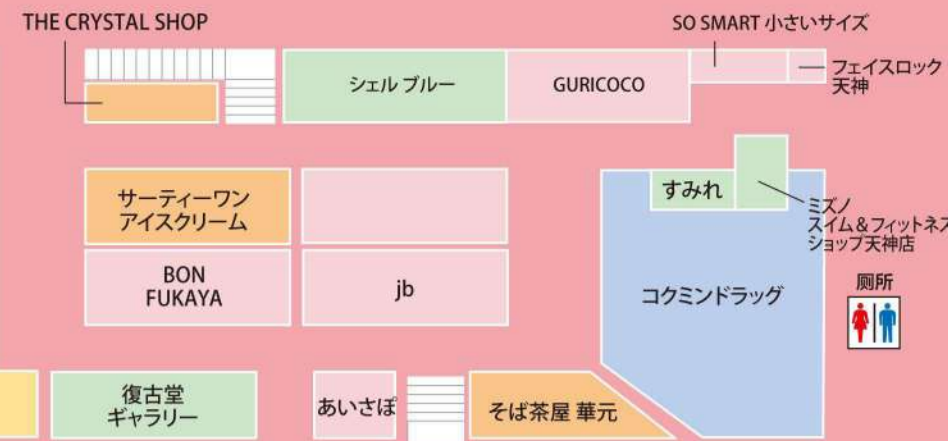 THE CRYSTAL SHOP
SO SMART 小さいサイズ
シェル ブルー
GURICOCO
フェイスロック
天神
サーティーワン
アイスクリーム
すみれ
ミズノ
スイム＆フィットネス
ショップ天神店
BON
FUKAYA
jb
コクミンドラッグ
厕所
復古堂
ギャラリー
あいさぽ
そば茶屋 華元